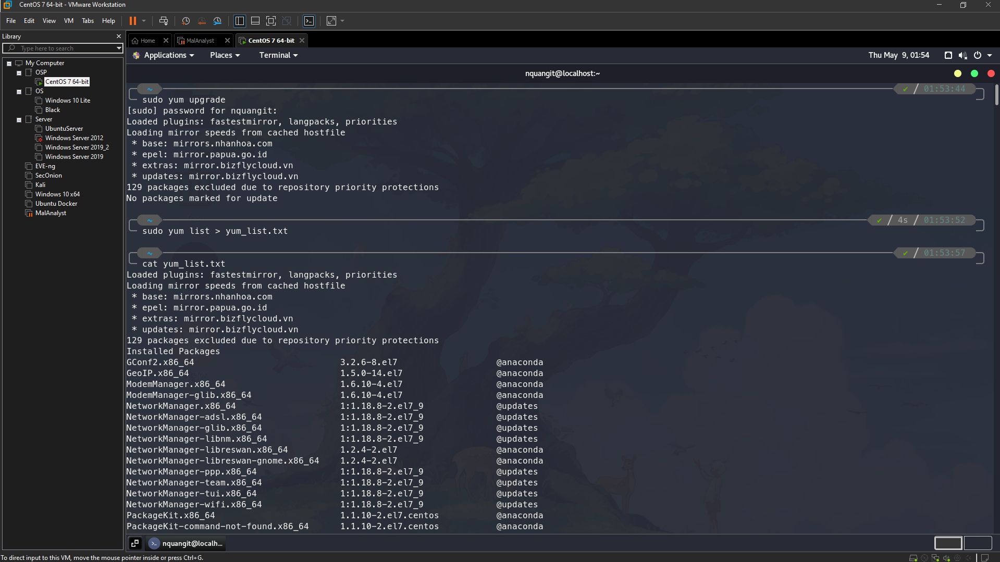 CentOS 7 64-bit - VMware Workstation
File Edit View VM Tabs Help
Library
Type here to search
My Computer
OSP
CentOS 7 64-bit
OS
Windows 10 Lite
Black
Server
UbuntuServer
Windows Server 2012
Windows Server 2019_2
Windows Server 2019
EVE-ng
SecOnion
Kali
Windows 10 x64
Ubuntu Docker
MalAnalyst
Home MalAnalyst CentOS 7 64-bit
Applications Places Terminal Thu May 9, 01:54
nquangit@localhost:~
~ ✔ / 01:53:44
sudo yum upgrade
[sudo] password for nquangit:
Loaded plugins: fastestmirror, langpacks, priorities
Loading mirror speeds from cached hostfile
* base: mirrors.nhanhoa.com
* epel: mirror.papua.go.id
* extras: mirror.bizflycloud.vn
* updates: mirror.bizflycloud.vn
129 packages excluded due to repository priority protections
No packages marked for update
~ ✔ / 4s / 01:53:52
sudo yum list > yum_list.txt
~ ✔ / 01:53:57
cat yum_list.txt
Loaded plugins: fastestmirror, langpacks, priorities
Loading mirror speeds from cached hostfile
* base: mirrors.nhanhoa.com
* epel: mirror.papua.go.id
* extras: mirror.bizflycloud.vn
* updates: mirror.bizflycloud.vn
129 packages excluded due to repository priority protections
Installed Packages
GConf2.x86_64 3.2.6-8.el7 @anaconda
GeoIP.x86_64 1.5.0-14.el7 @anaconda
ModemManager.x86_64 1.6.10-4.el7 @anaconda
ModemManager-glib.x86_64 1.6.10-4.el7 @anaconda
NetworkManager.x86_64 1:1.18.8-2.el7_9 @updates
NetworkManager-adsl.x86_64 1:1.18.8-2.el7_9 @updates
NetworkManager-glib.x86_64 1:1.18.8-2.el7_9 @updates
NetworkManager-libnm.x86_64 1:1.18.8-2.el7_9 @updates
NetworkManager-libreswan.x86_64 1.2.4-2.el7 @anaconda
NetworkManager-libreswan-gnome.x86_64 1.2.4-2.el7 @anaconda
NetworkManager-ppp.x86_64 1:1.18.8-2.el7_9 @updates
NetworkManager-team.x86_64 1:1.18.8-2.el7_9 @updates
NetworkManager-tui.x86_64 1:1.18.8-2.el7_9 @updates
NetworkManager-wifi.x86_64 1:1.18.8-2.el7_9 @updates
PackageKit.x86_64 1.1.10-2.el7.centos @anaconda
PackageKit-command-not-found.x86_64 1.1.10-2.el7.centos @anaconda
nquangit@localh...
To direct input to this VM, move the mouse pointer inside or press Ctrl+G.